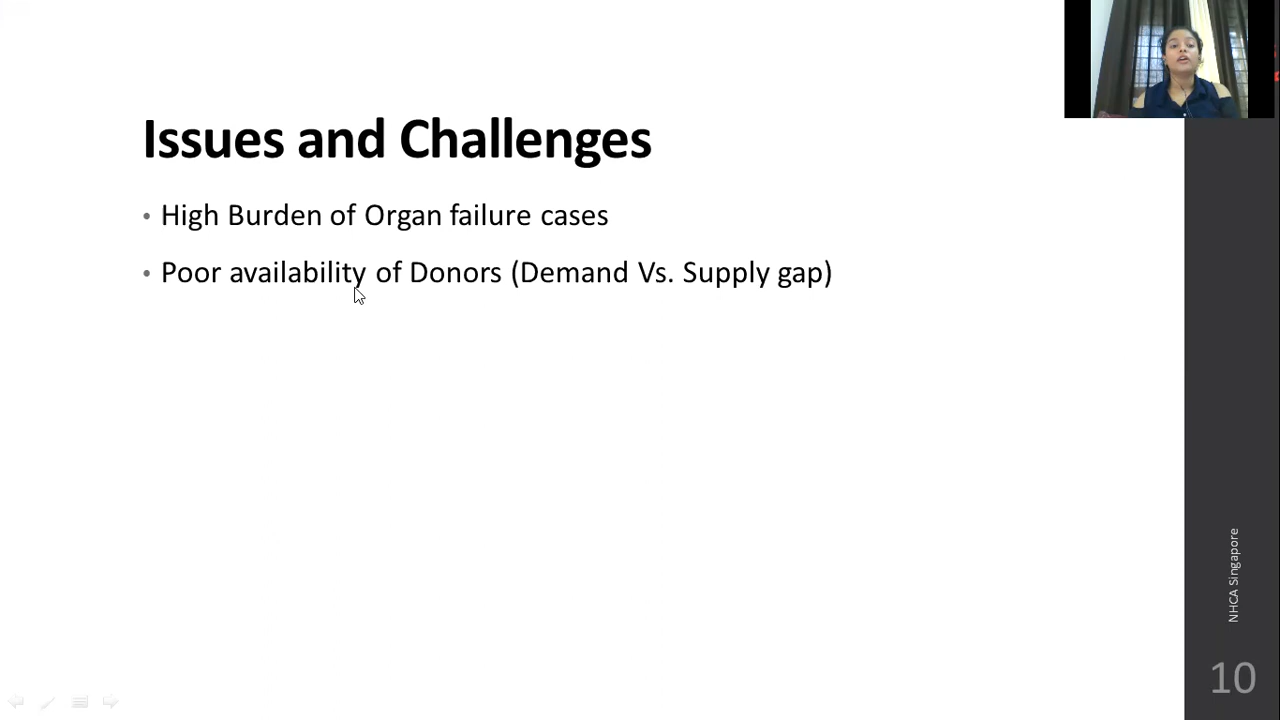 Issues and Challenges
• High Burden of Organ failure cases
• Poor availability of Donors (Demand Vs. Supply gap)
NHCA Singapore
10